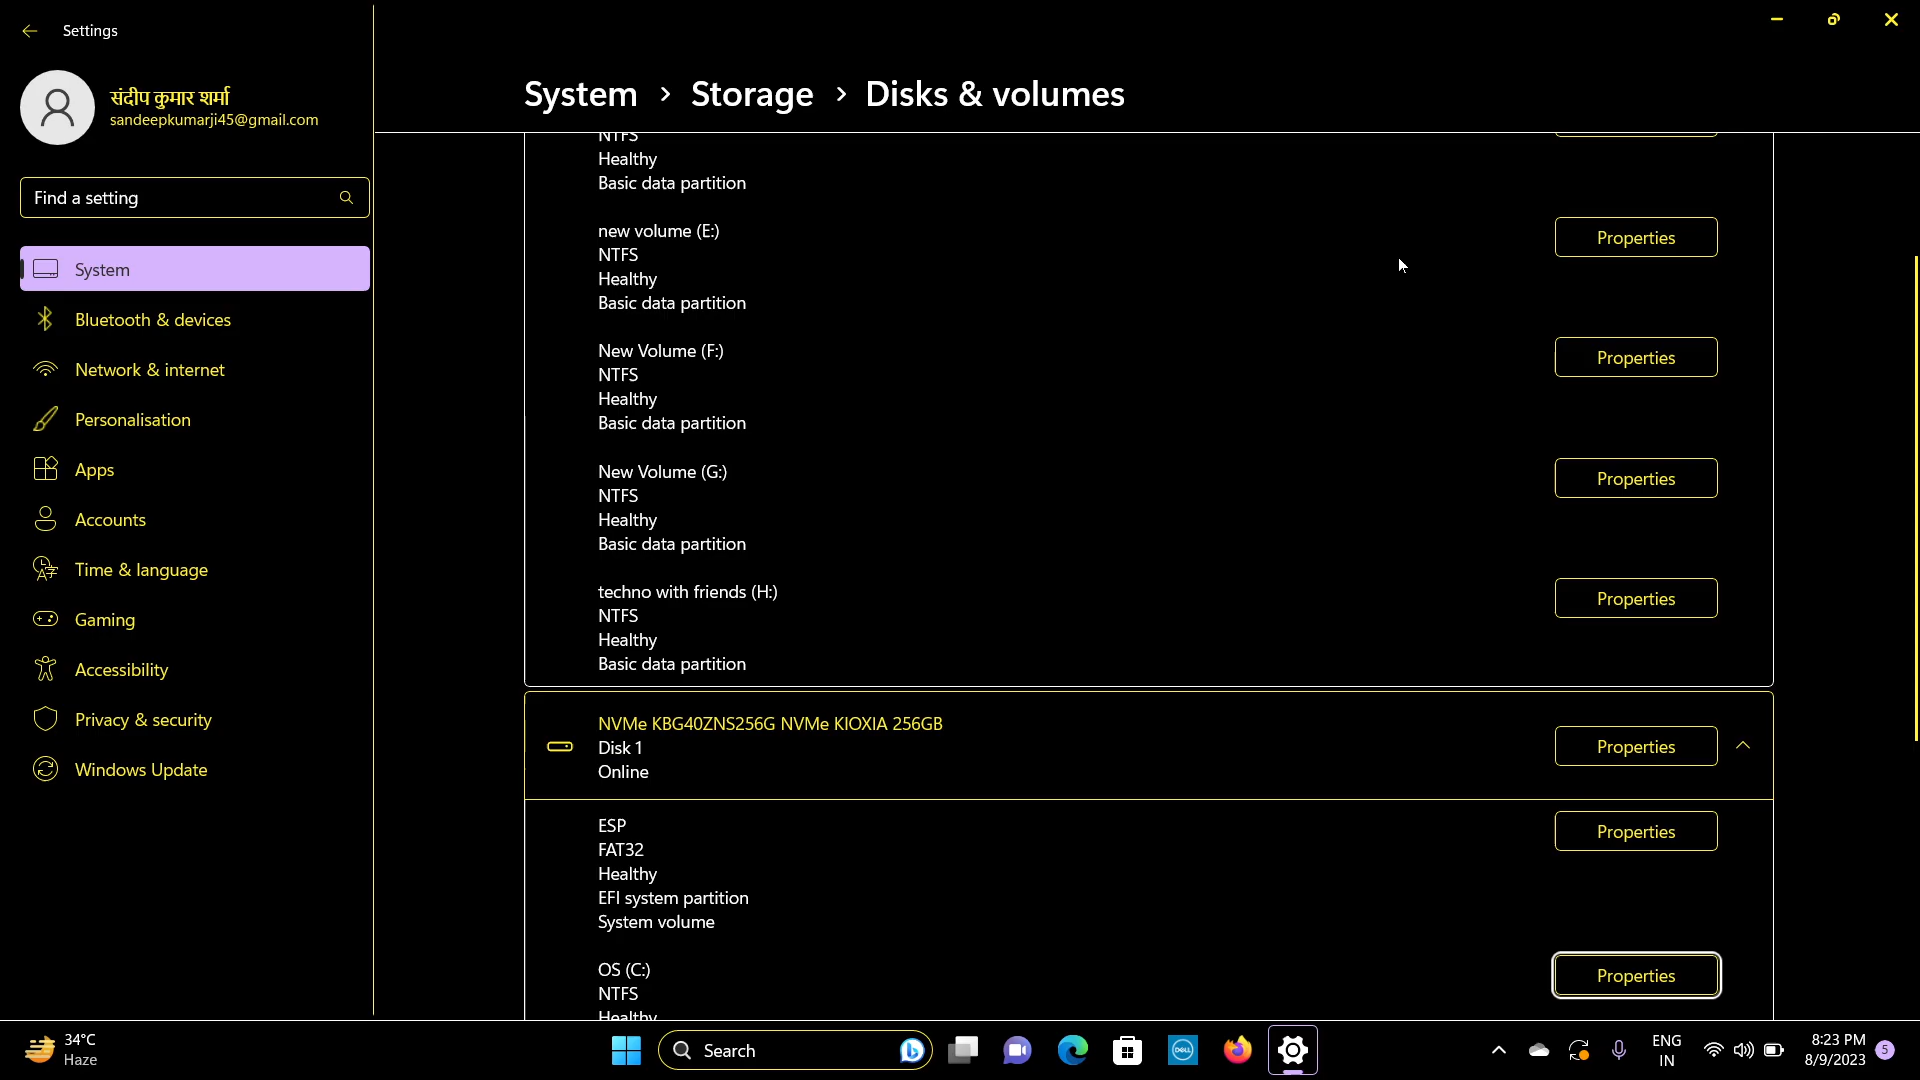 Settings
संदीप कुमार शर्मा
sandeepkumarji45@gmail.com
Find a setting
System
Bluetooth & devices
Network & internet
Personalisation
Apps
Accounts
Time & language
Gaming
Accessibility
Privacy & security
Windows Update
System > Storage > Disks & volumes
NTFS
Healthy
Basic data partition
new volume (E:)
Properties
NTFS
Healthy
Basic data partition
New Volume (F:)
Properties
NTFS
Healthy
Basic data partition
New Volume (G:)
Properties
NTFS
Healthy
Basic data partition
techno with friends (H:)
Properties
NTFS
Healthy
Basic data partition
NVMe KBG40ZNS256G NVMe KIOXIA 256GB
Disk 1
Properties
Online
ESP
Properties
FAT32
Healthy
EFI system partition
System volume
OS (C:)
Properties
NTFS
Healthy
34°C
Haze
Search
DELL
ENG
IN
8:23 PM
8/9/2023
5